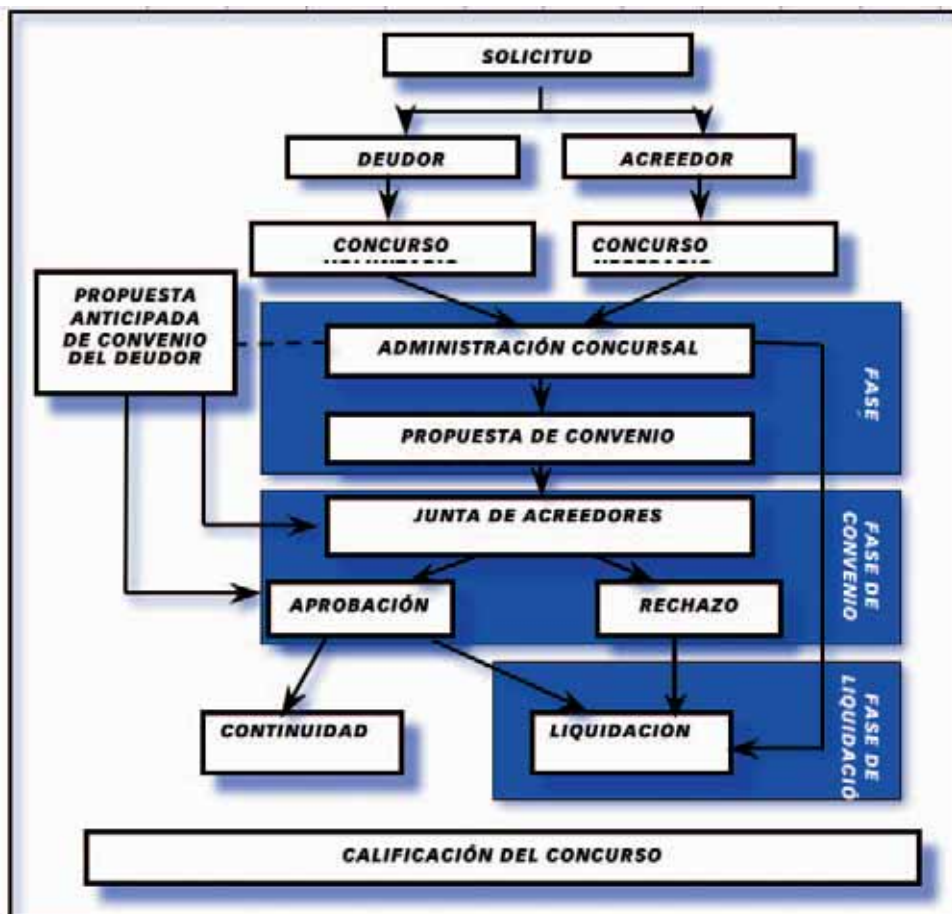 SOLICITUD
DEUDOR
ACREEDOR
CONCURSO
CONCURSO
PROPUESTA
ANTICIPADA
DE CONVENIO
DEL DEUDOR
ADMINISTRACIÓN CONCURSAL
PROPUESTA DE CONVENIO
FASE
JUNTA DE ACREEDORES
APROBACIÓN
RECHAZO
FASE DE
CONVENIO
CONTINUIDAD
LIQUIDACION
FASE DE
LIQUIDACIÓ
CALIFICACIÓN DEL CONCURSO